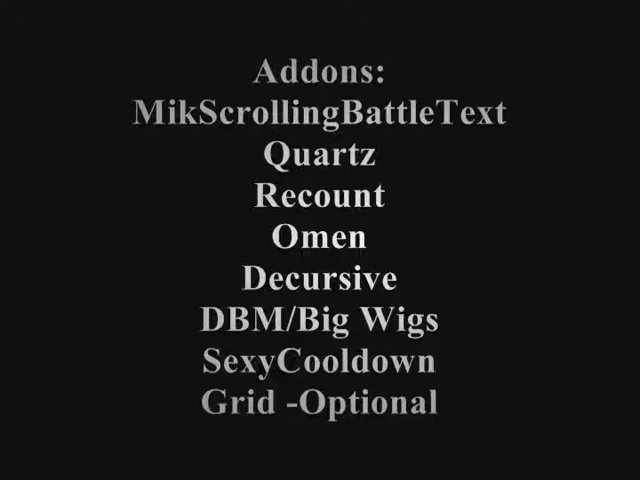 Addons:
MikScrollingBattleText
Quartz
Recount
Omen
Decursive
DBM/Big Wigs
SexyCooldown
Grid -Optional